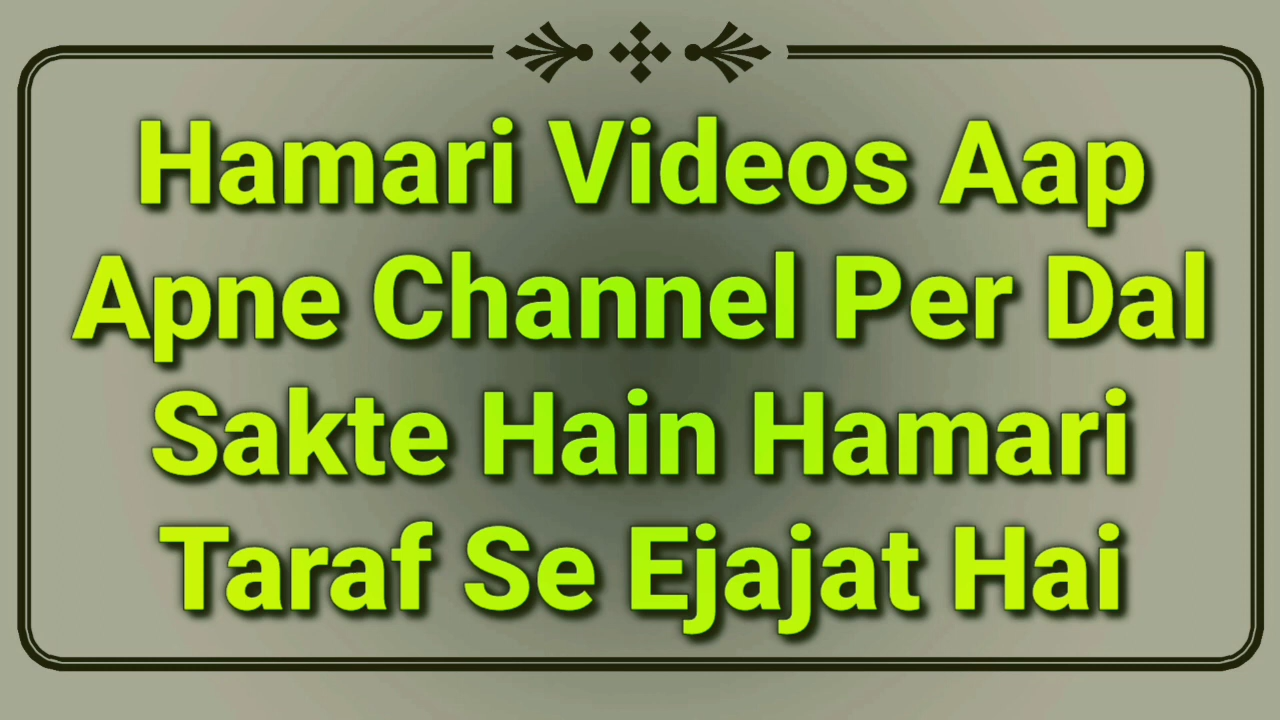 Hamari Videos Aap
Apne Channel Per Dal
Sakte Hain Hamari
Taraf Se Ejajat Hai